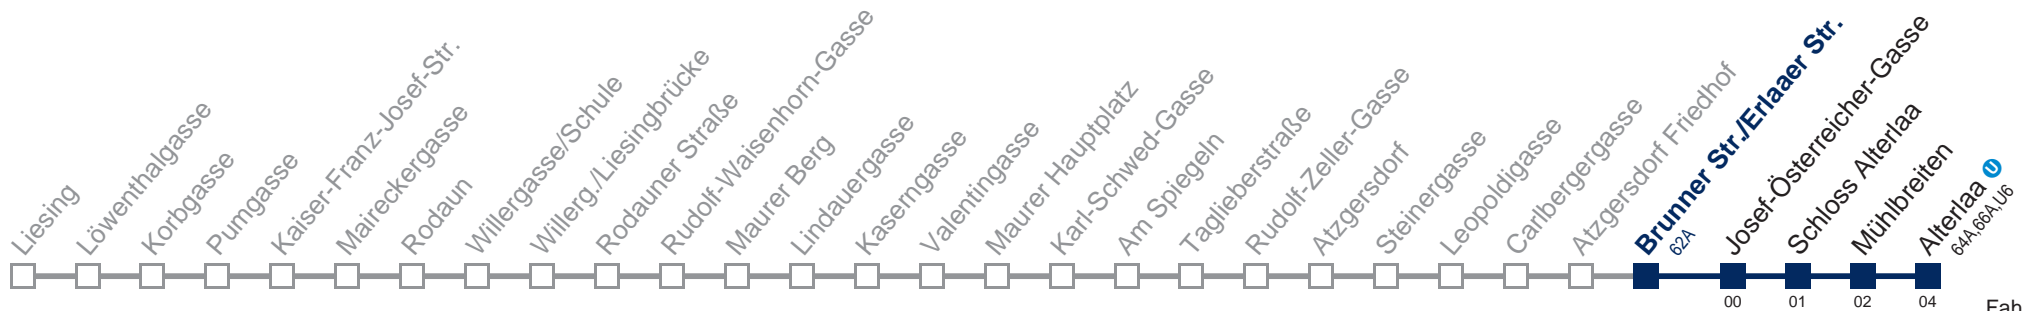 Liesing
Löwenthalgasse
Korbgasse
Pumgasse
Kaiser-Franz-Josef-Str.
Maireckergasse
Rodaun
Willergasse/Schule
Willerg./Liesingbrücke
Rodauner Straße
Rudolf-Waisenhorn-Gasse
Maurer Berg
Lindauergasse
Kaserngasse
Valentingasse
Maurer Hauptplatz
Karl-Schwed-Gasse
Am Spiegeln
Taglieberstraße
Rudolf-Zeller-Gasse
Atzgersdorf
Steinergasse
Leopoldigasse
Carlbergergasse
Atzgersdorf Friedhof
Brunner Str./Erlaaer Str.
62A
Josef-Österreicher-Gasse
Schloss Alterlaa
Mühlbreiten
Alterlaa U
64A,66A,U6
00
01
02
04
Fah